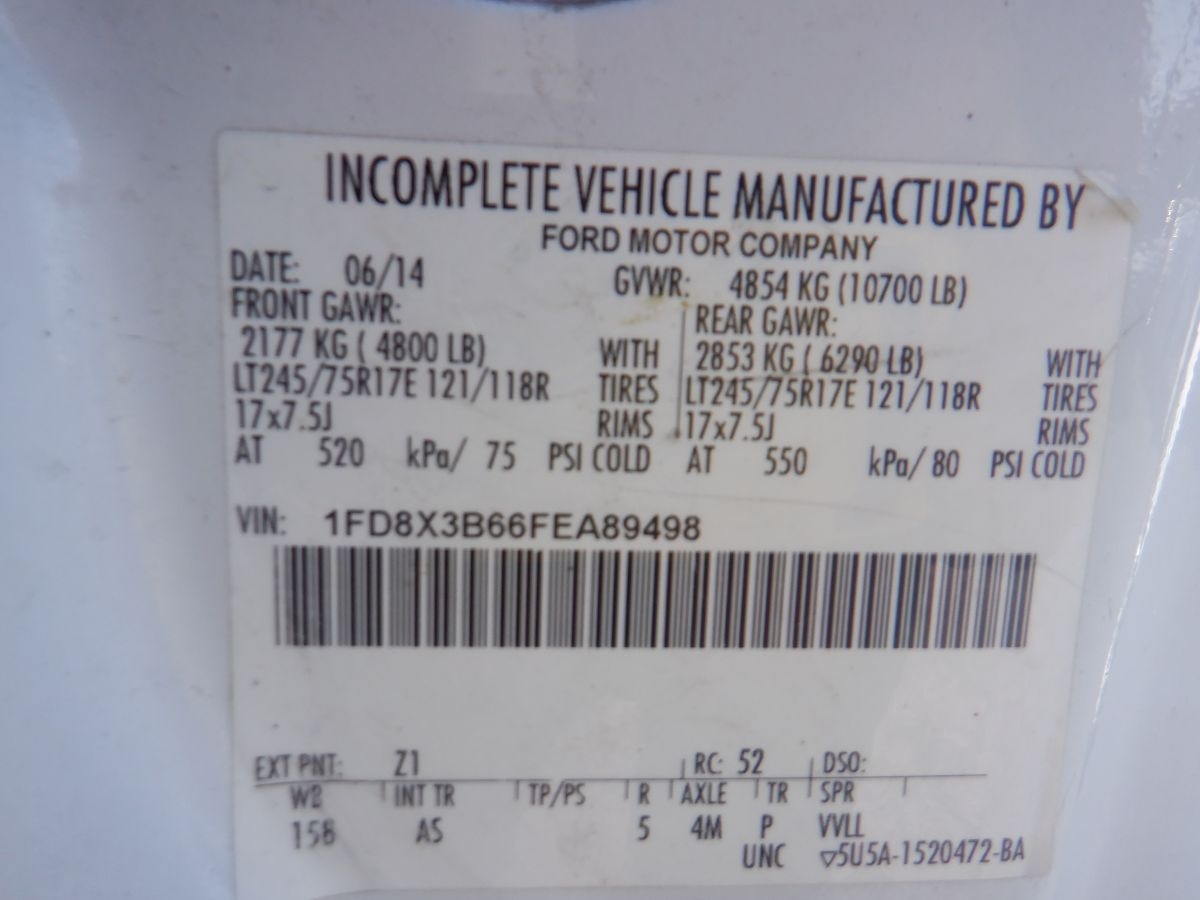 INCOMPLETE VEHICLE MANUFACTURED BY
FORD MOTOR COMPANY
DATE: 06/14 GVWR: 4854 KG (10700 LB)
FRONT GAWR: REAR GAWR:
2177 KG ( 4800 LB) WITH 2853 KG ( 6290 LB) WITH
LT245/75R17E 121/118R TIRES LT245/75R17E 121/118R TIRES
17x7.5J RIMS 17x7.5J RIMS
AT 520 kPa/ 75 PSI COLD AT 550 kPa/ 80 PSI COLD
VIN: 1FD8X3B66FEA89498
EXT PNT: Z1 RC: 52 DSO:
WB INT TR TP/PS R AXLE TR SPR
158 AS 5 4M P VVLL
UNC ▽5U5A-1520472-BA